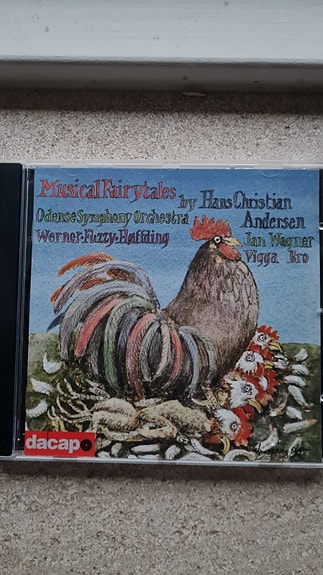 Musical Fairytales by Hans Christian Andersen
Odense Symphony Orchestra
Werner·Fuzzy·Høffding
Jan Wagner
Vigga Bro
dacapo